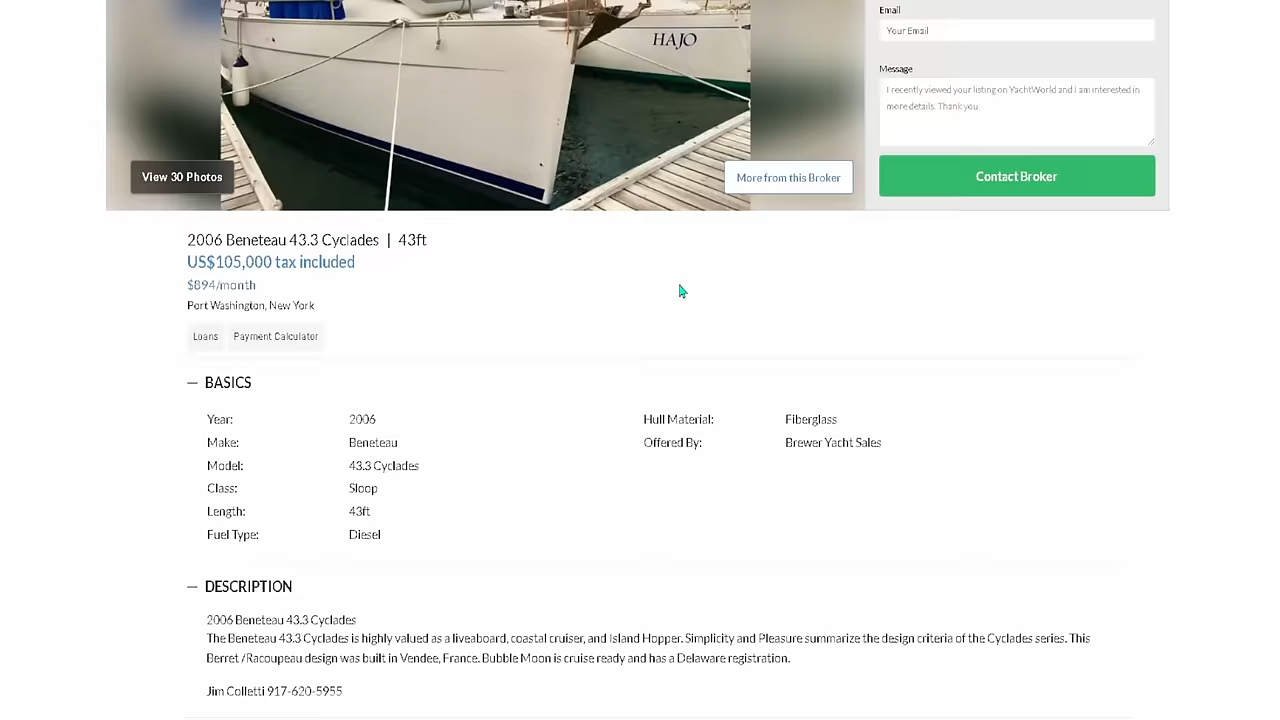 HAJO
View 30 Photos
More from this Broker
Email
Your Email
Message
I recently viewed your listing on YachtWorld and I am interested in
more details. Thank you
Contact Broker
2006 Beneteau 43.3 Cyclades | 43ft
US$105,000 tax included
$894/month
Port Washington, New York
Loans
Payment Calculator
— BASICS
Year: 2006
Make: Beneteau
Model: 43.3 Cyclades
Class: Sloop
Length: 43ft
Fuel Type: Diesel
Hull Material: Fiberglass
Offered By: Brewer Yacht Sales
— DESCRIPTION
2006 Beneteau 43.3 Cyclades
The Beneteau 43.3 Cyclades is highly valued as a liveaboard, coastal cruiser, and Island Hopper. Simplicity and Pleasure summarize the design criteria of the Cyclades series. This
Berret /Racoupeau design was built in Vendee, France. Bubble Moon is cruise ready and has a Delaware registration.
Jim Colletti 917-620-5955